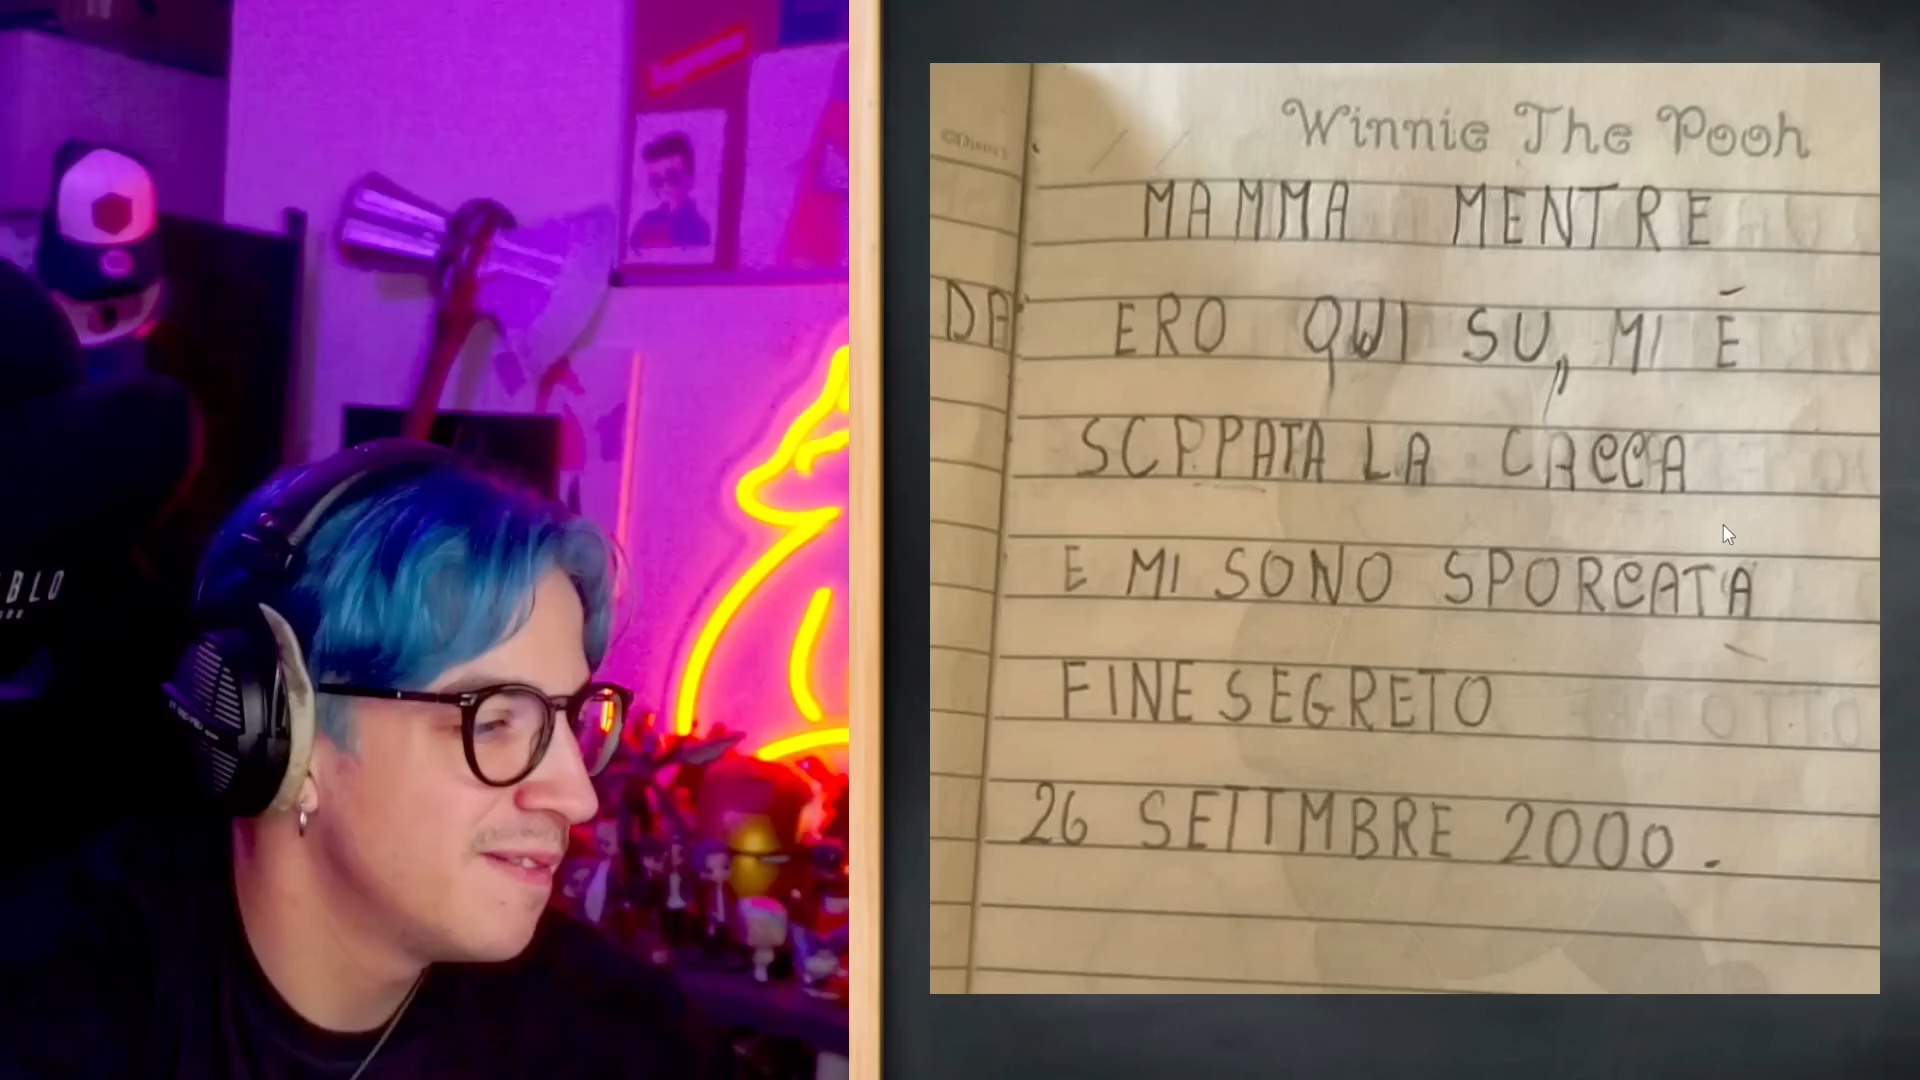 Winnie The Pooh
©Disney
MAMMA MENTRE
DA
ERO QUI SU, MI É
SCPPATA LA CACCA
E MI SONO SPORCATA
FINE SEGRETO
26 SETTMBRE 2000.